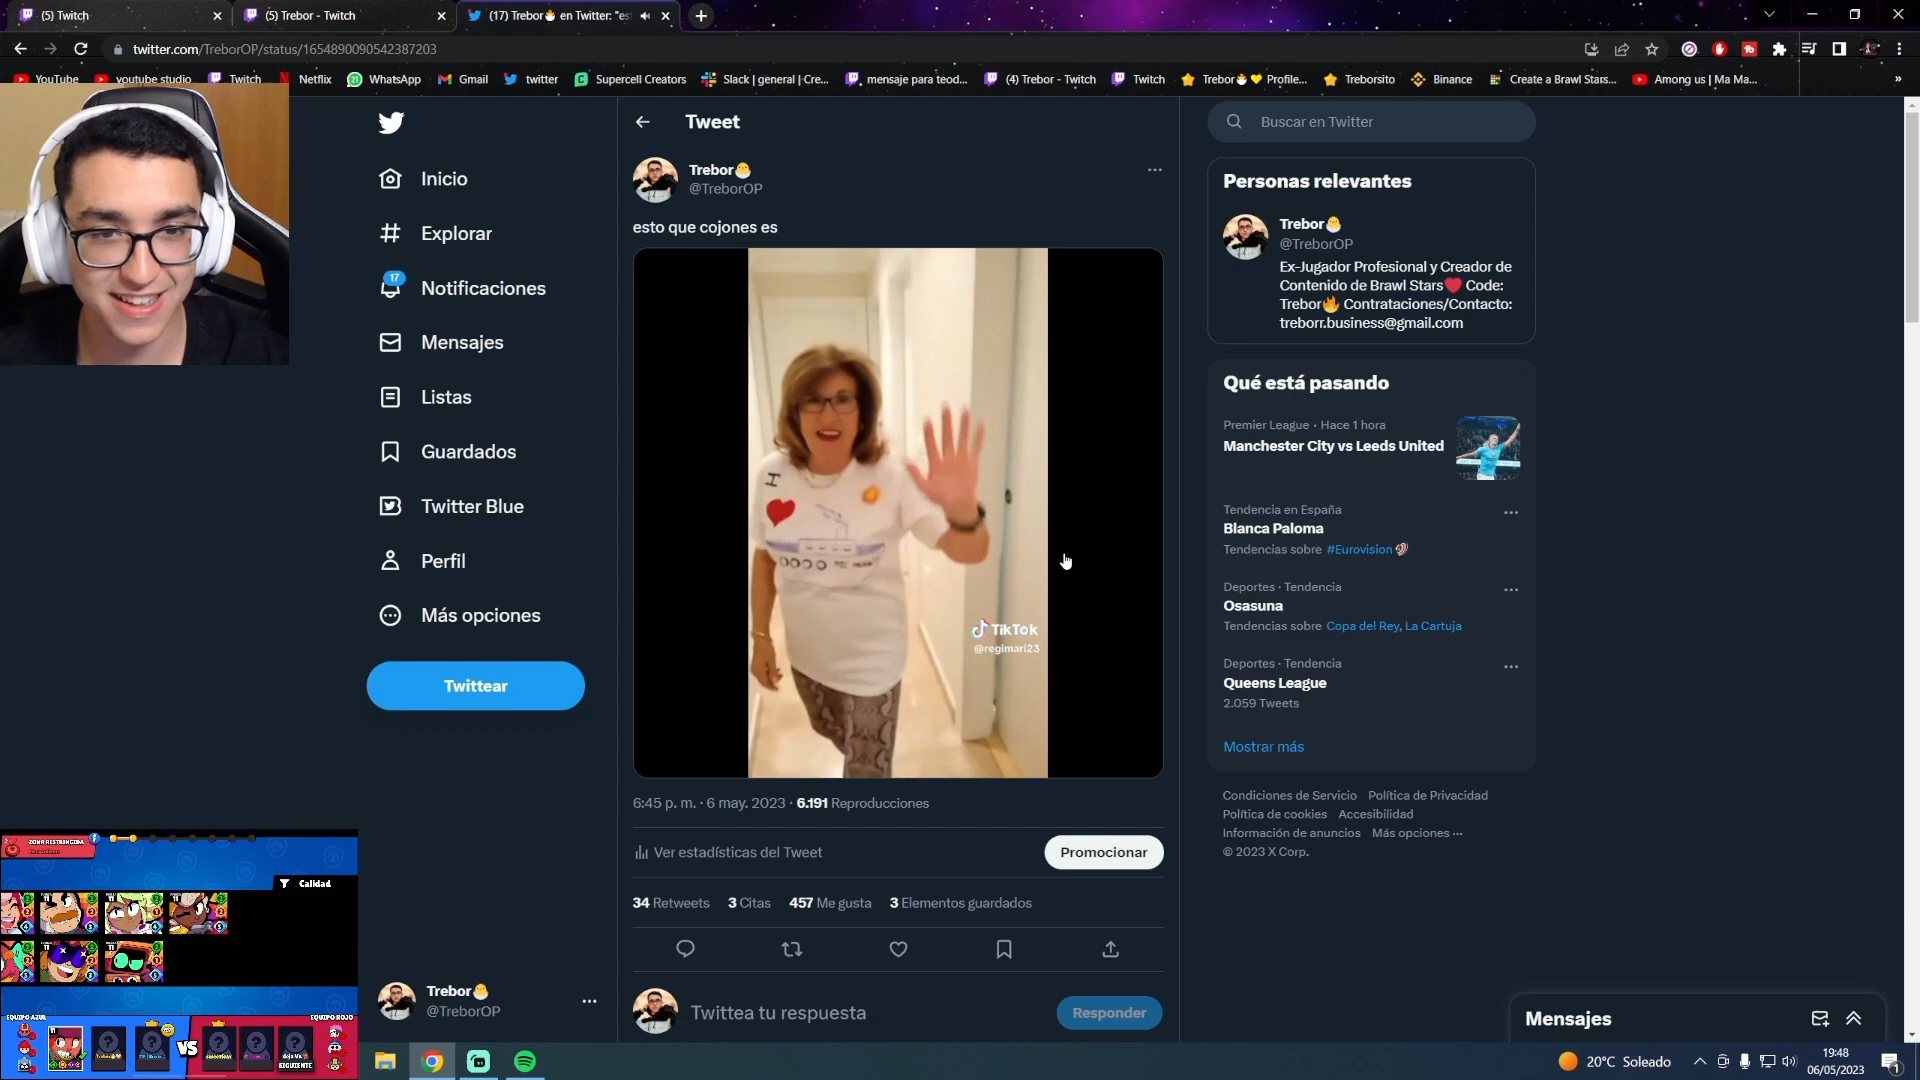 (5) Twitch
(5) Trebor - Twitch
(17) Trebor🐣 en Twitter: "es
twitter.com/TreborOP/status/1654890090542387203
YouTube
youtube studio
Twitch
Netflix
WhatsApp
Gmail
twitter
Supercell Creators
Slack | general | Cre...
mensaje para teod...
(4) Trebor - Twitch
Twitch
Trebor🐣💛 Profile...
Treborsito
Binance
Create a Brawl Stars...
Among us | Ma Ma...
»
Inicio
Explorar
17
Notificaciones
Mensajes
Listas
Guardados
Twitter Blue
Perfil
Más opciones
Twittear
Trebor🐣
@TreborOP
Tweet
Trebor🐣
@TreborOP
esto que cojones es
I
TikTok
@regimari23
6:45 p. m. · 6 may. 2023 · 6.191 Reproducciones
Ver estadísticas del Tweet
Promocionar
34 Retweets 3 Citas 457 Me gusta 3 Elementos guardados
Twittea tu respuesta
Responder
Buscar en Twitter
Personas relevantes
Trebor🐣
@TreborOP
Ex-Jugador Profesional y Creador de
Contenido de Brawl Stars❤️ Code:
Trebor🔥 Contrataciones/Contacto:
treborr.business@gmail.com
Qué está pasando
Premier League · Hace 1 hora
Manchester City vs Leeds United
Tendencia en España
Blanca Paloma
Tendencias sobre #Eurovision
Deportes · Tendencia
Osasuna
Tendencias sobre Copa del Rey, La Cartuja
Deportes · Tendencia
Queens League
2.059 Tweets
Mostrar más
Condiciones de Servicio Política de Privacidad
Política de cookies Accesibilidad
Información de anuncios Más opciones ···
© 2023 X Corp.
Mensajes
ZONA RESTRINGIDA
Calidad
EQUIPO AZUL
EQUIPO ROJO
VS
SIGUIENTE
20°C Soleado
19:48
06/05/2023
1